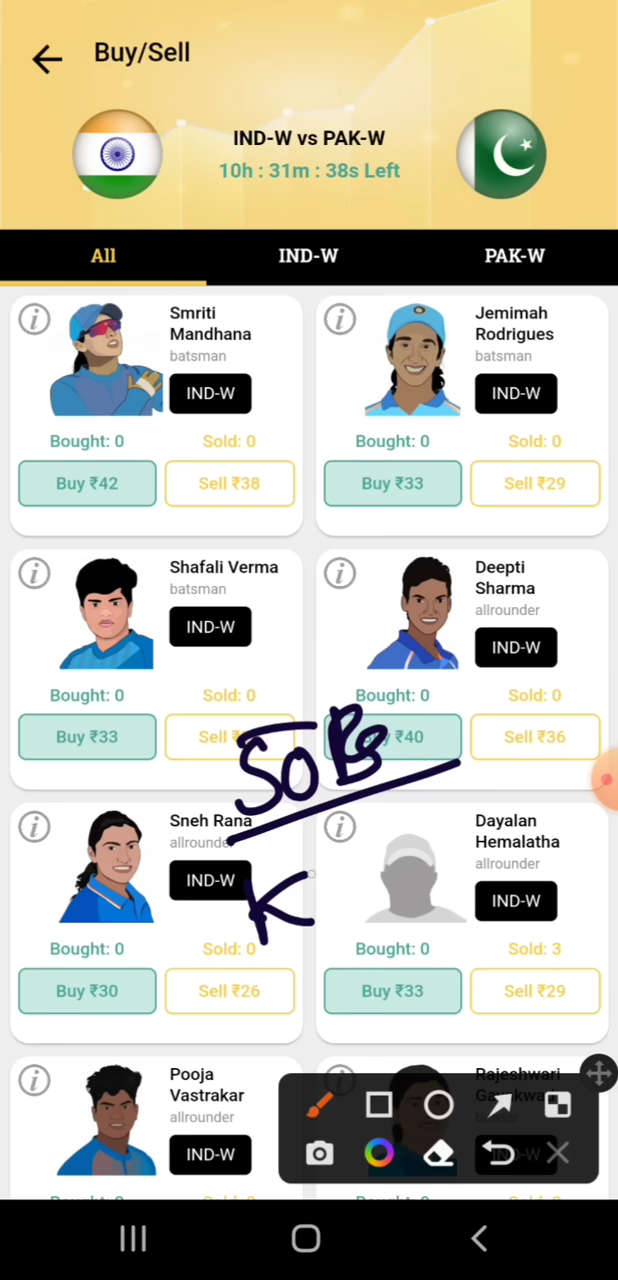 Buy/Sell
IND-W vs PAK-W
10h : 31m : 38s Left
All IND-W PAK-W
Smriti
Mandhana
batsman
IND-W
Bought: 0 Sold: 0
Buy ₹42 Sell ₹38
Jemimah
Rodrigues
batsman
IND-W
Bought: 0 Sold: 0
Buy ₹33 Sell ₹29
Shafali Verma
batsman
IND-W
Bought: 0 Sold: 0
Buy ₹33 Sell
Deepti
Sharma
allrounder
IND-W
Bought: 0 Sold: 0
₹40 Sell ₹36
Sneh Rana
allrounder
IND-W
Bought: 0 Sold: 0
Buy ₹30 Sell ₹26
K
Dayalan
Hemalatha
allrounder
IND-W
Bought: 0 Sold: 3
Buy ₹33 Sell ₹29
Pooja
Vastrakar
allrounder
IND-W
Rajeshwari